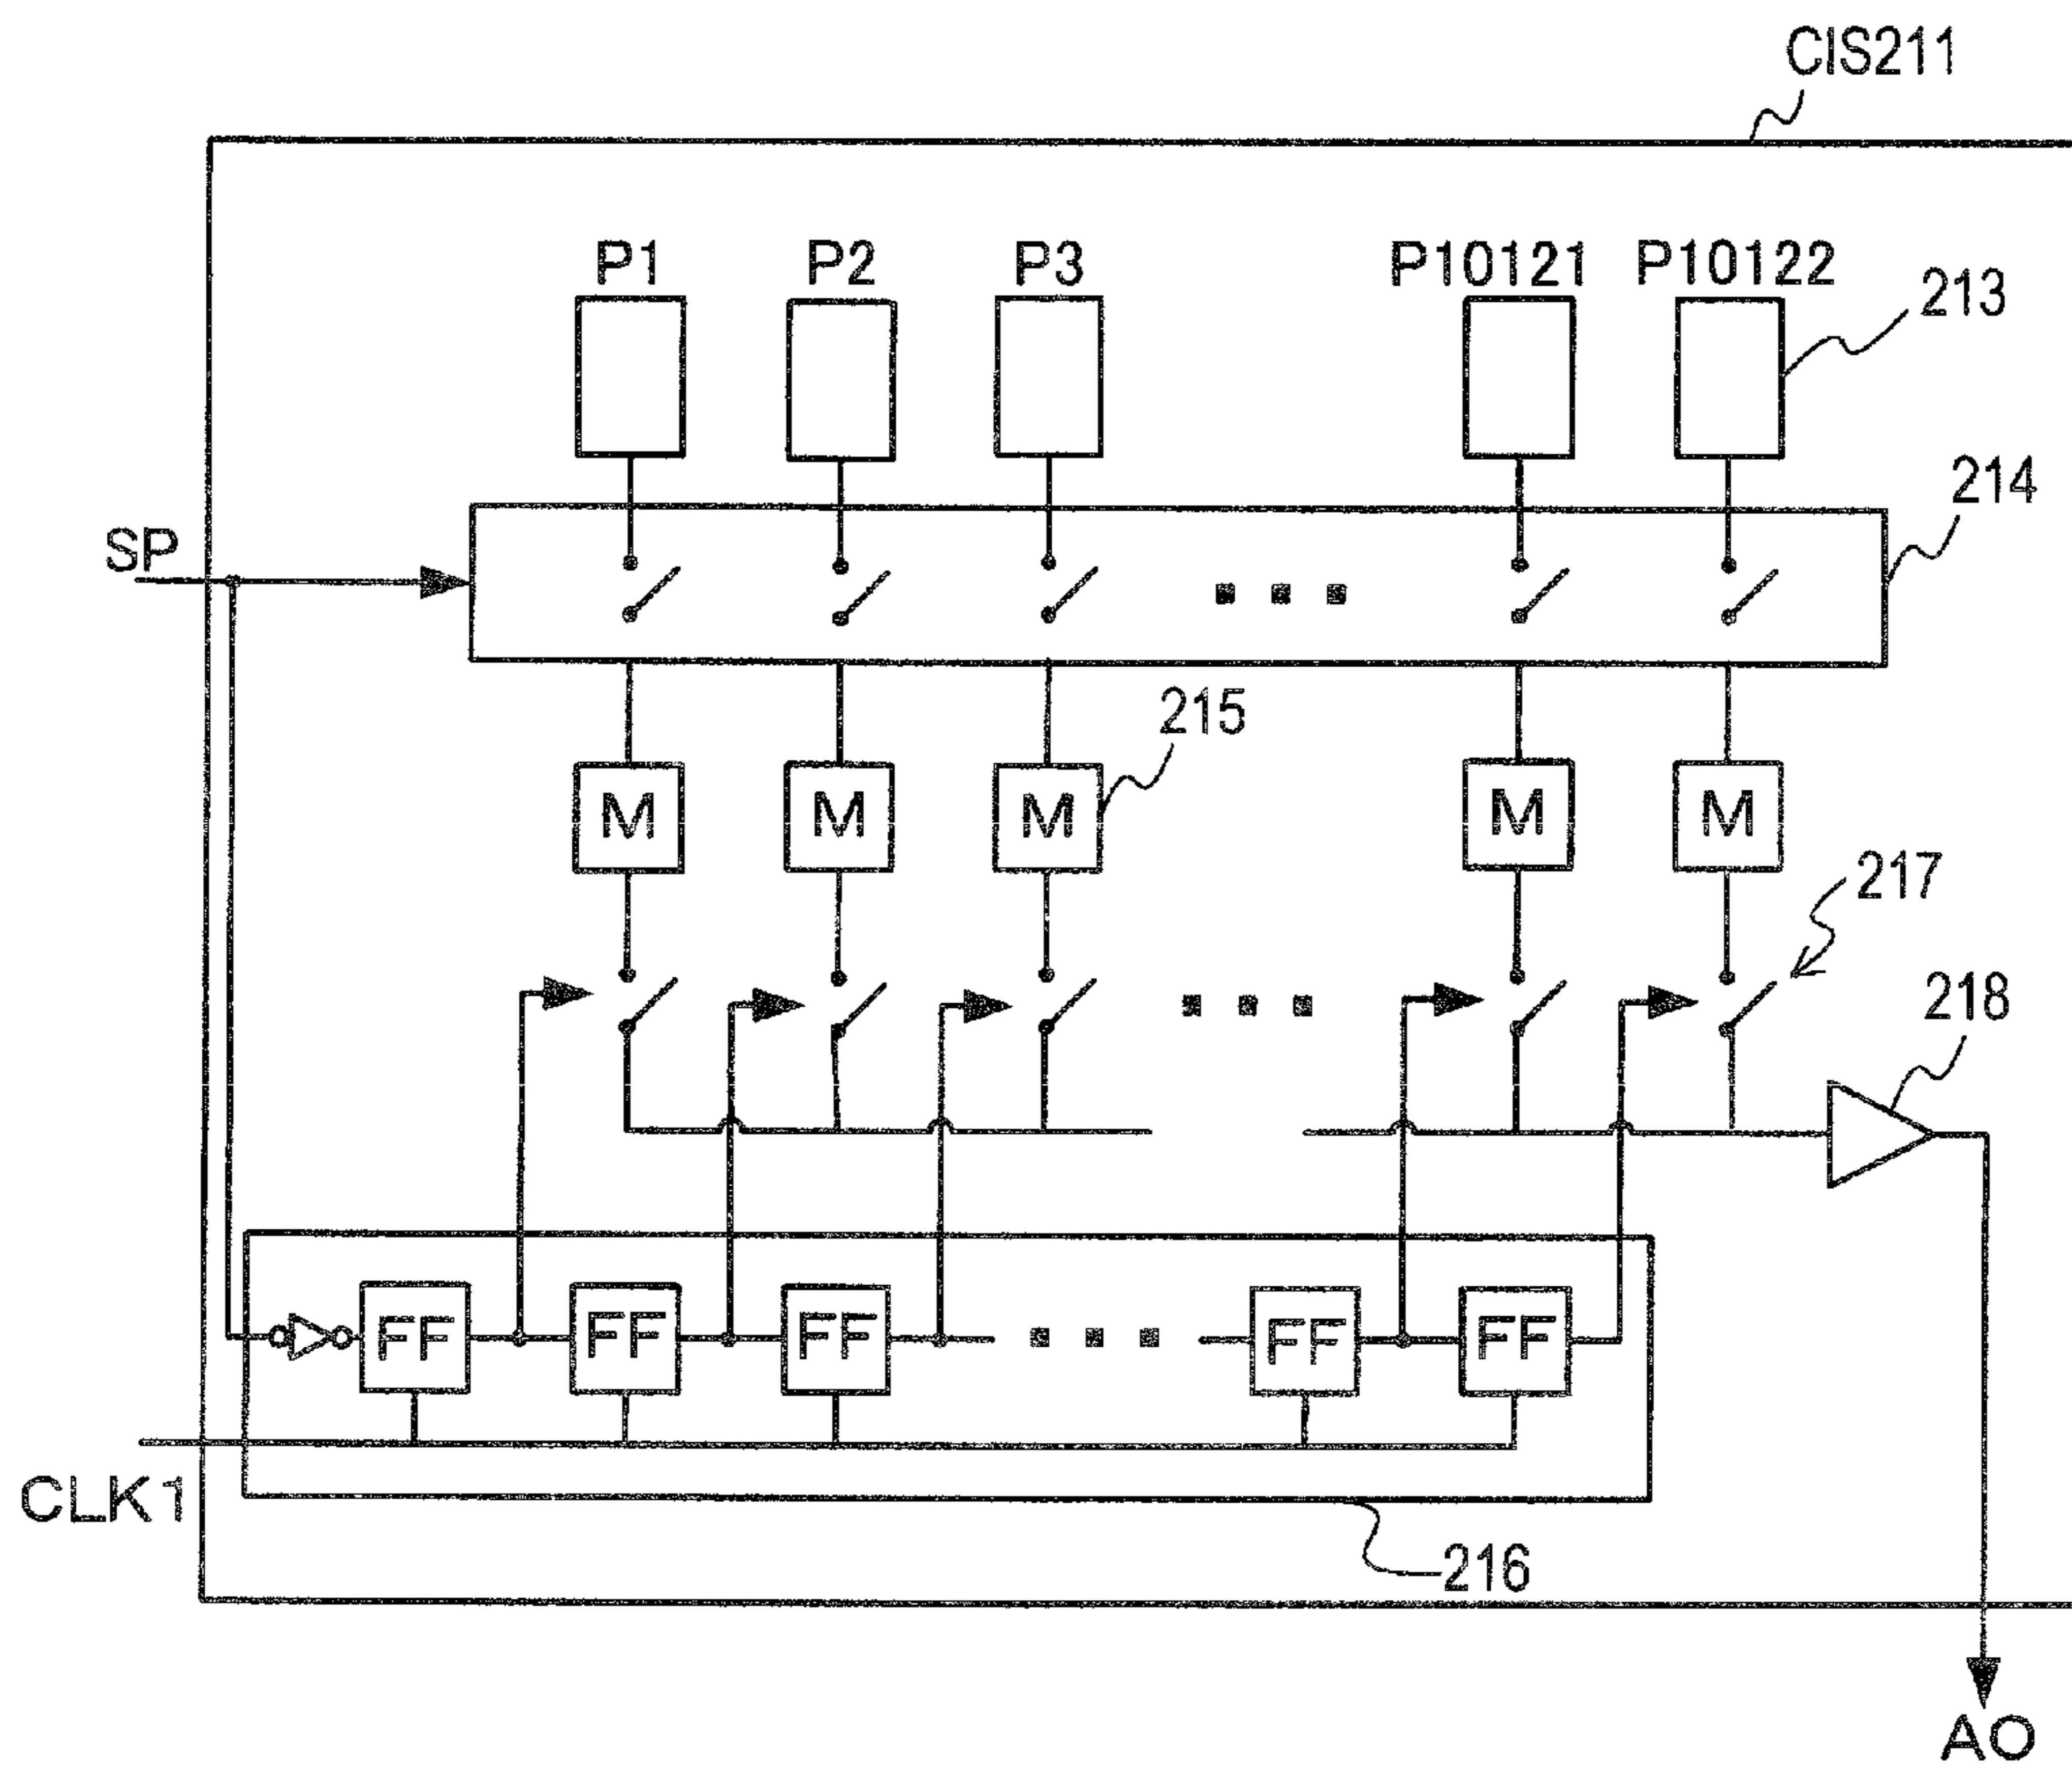 CIS211
P1 P2 P3 P10121 P10122
213
214
SP
215
M M M M M
217
218
FF FF FF FF FF
CLK1
216
AO